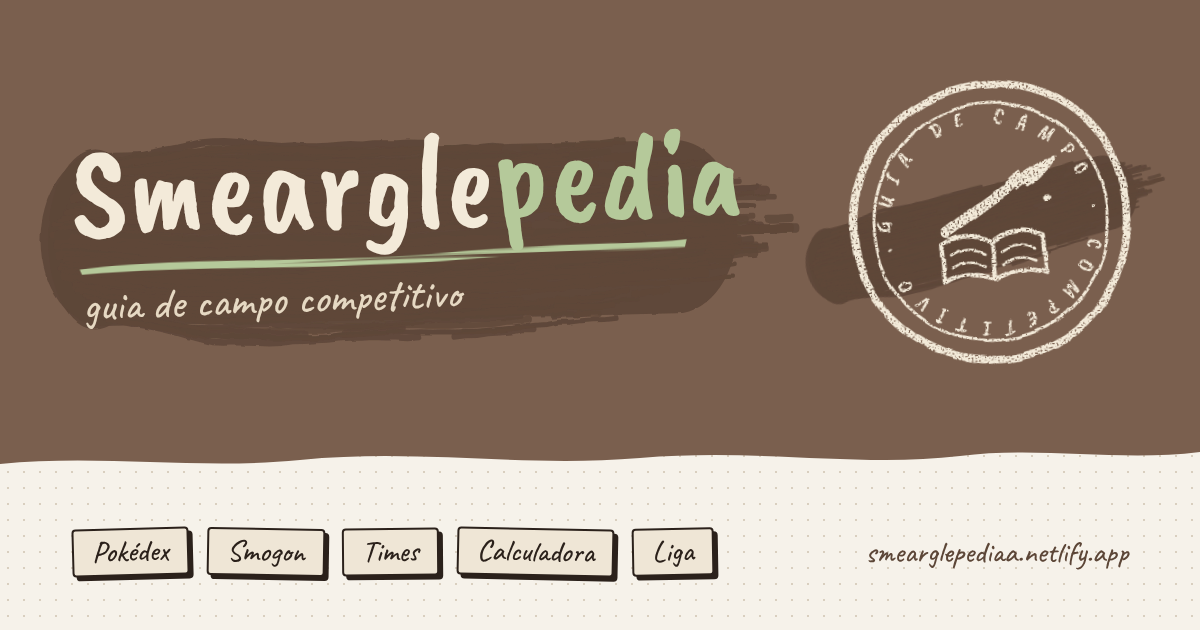 Smearglepedia
guia de campo competitivo
GUIA DE CAMPO · COMPETITIVO ·
Pokédex
Smogon
Times
Calculadora
Liga
smearglepediaa.netlify.app